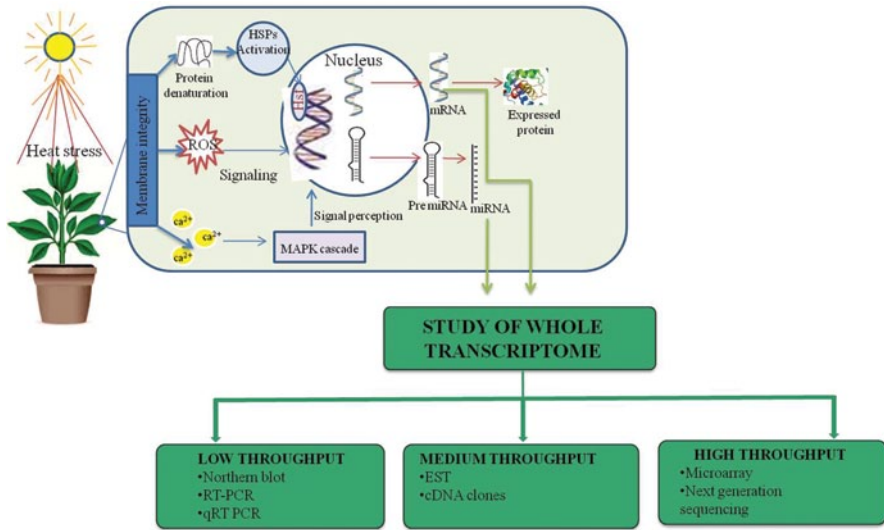 HSPs
Activation
Nucleus
Protein
denaturation
Hsf
mRNA
Expressed
protein
Heat stress
Membrane integrity
ROS
Signaling
Pre miRNA
miRNA
Signal perception
ca²⁺
ca²⁺
ca²⁺
MAPK cascade
STUDY OF WHOLE
TRANSCRIPTOME
LOW THROUGHPUT
•Northern blot
•RT-PCR
•qRT PCR
MEDIUM THROUGHPUT
•EST
•cDNA clones
HIGH THROUGHPUT
•Microarray
•Next generation
sequencing